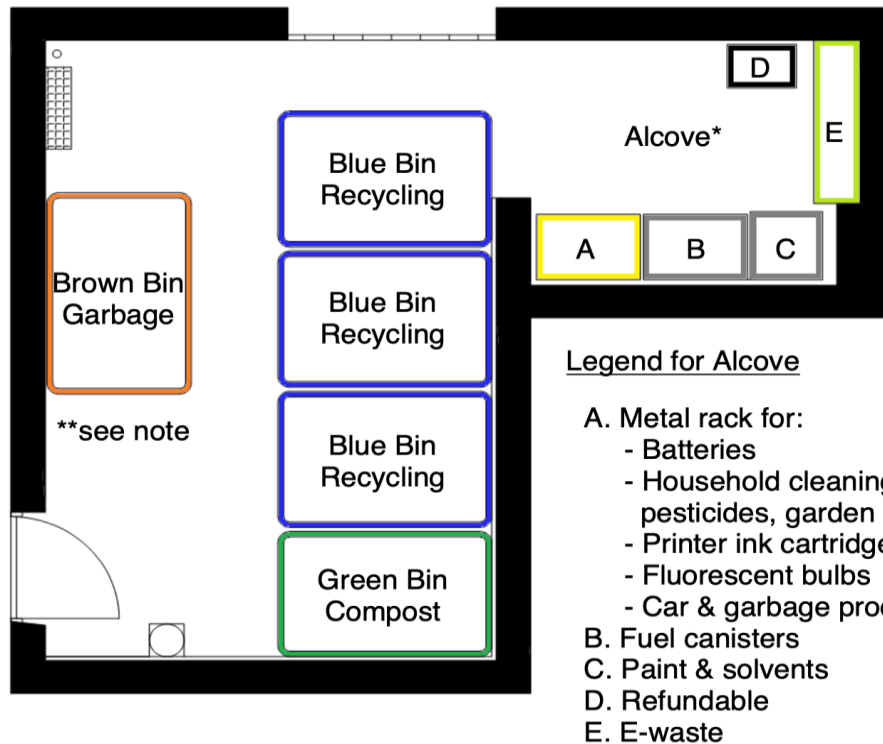 D
E
Alcove*
Blue Bin
Recycling
A
B
C
Brown Bin
Garbage
Blue Bin
Recycling
**see note
Blue Bin
Recycling
Green Bin
Compost
Legend for Alcove
A. Metal rack for:
- Batteries
- Household cleaning
pesticides, garden
- Printer ink cartridge
- Fluorescent bulbs
- Car & garbage
B. Fuel canisters
C. Paint & solvents
D. Refundable
E. E-waste